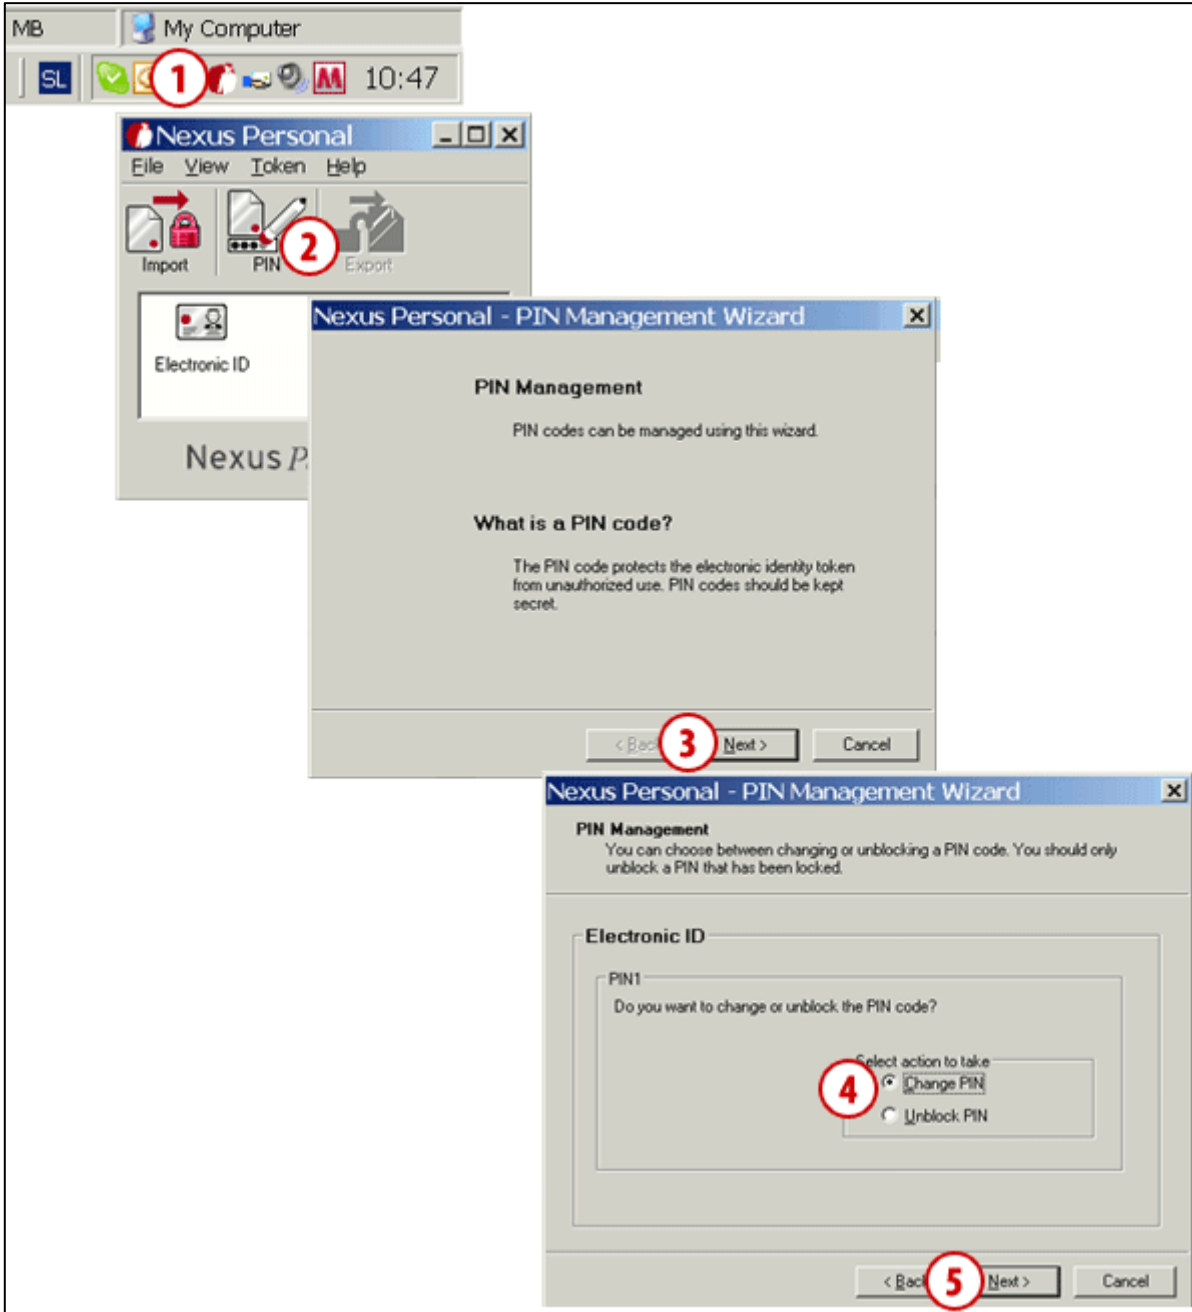 MB
My Computer
SL
1
10:47
Nexus Personal
File View Token Help
2
Import PIN Export
Electronic ID
Nexus P
Nexus Personal - PIN Management Wizard
PIN Management
PIN codes can be managed using this wizard.
What is a PIN code?
The PIN code protects the electronic identity token
from unauthorized use. PIN codes should be kept
secret.
< Back 3 Next > Cancel
Nexus Personal - PIN Management Wizard
PIN Management
You can choose between changing or unblocking a PIN code. You should only
unblock a PIN that has been locked.
Electronic ID
PIN1
Do you want to change or unblock the PIN code?
Select action to take
4 Change PIN
Unblock PIN
< Back 5 Next > Cancel